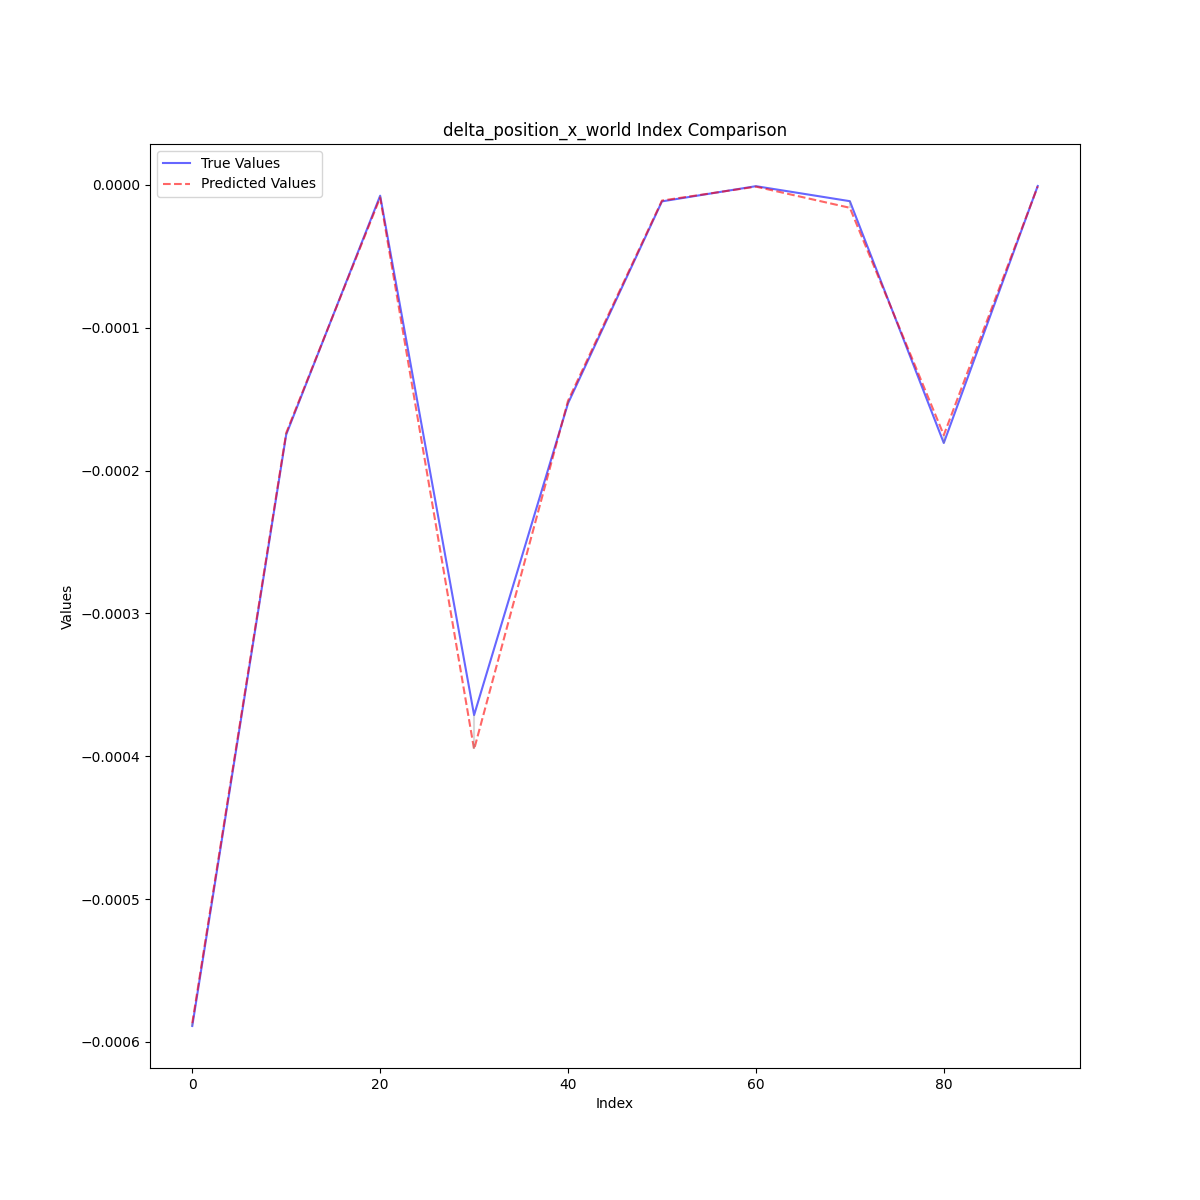 delta_position_x_world Index Comparison
True Values
Predicted Values
0.0000
−0.0001
−0.0002
−0.0003
−0.0004
−0.0005
−0.0006
Values
0 20 40 60 80
Index